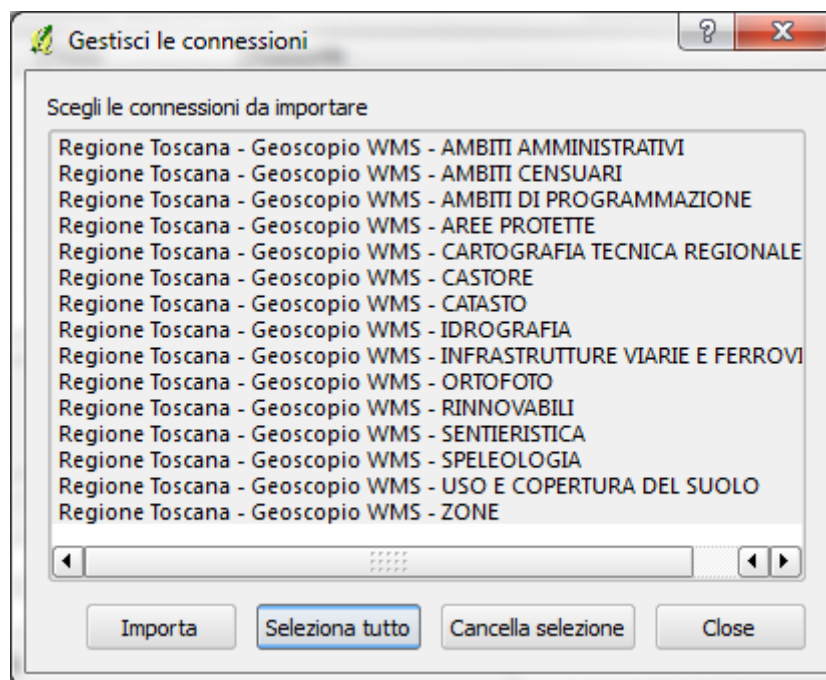 Gestisci le connessioni
Scegli le connessioni da importare
Regione Toscana - Geoscopio WMS - AMBITI AMMINISTRATIVI
Regione Toscana - Geoscopio WMS - AMBITI CENSUARI
Regione Toscana - Geoscopio WMS - AMBITI DI PROGRAMMAZIONE
Regione Toscana - Geoscopio WMS - AREE PROTETTE
Regione Toscana - Geoscopio WMS - CARTOGRAFIA TECNICA REGIONALE
Regione Toscana - Geoscopio WMS - CASTORE
Regione Toscana - Geoscopio WMS - CATASTO
Regione Toscana - Geoscopio WMS - IDROGRAFIA
Regione Toscana - Geoscopio WMS - INFRASTRUTTURE VIARIE E FERROVI
Regione Toscana - Geoscopio WMS - ORTOFOTO
Regione Toscana - Geoscopio WMS - RINNOVABILI
Regione Toscana - Geoscopio WMS - SENTIERISTICA
Regione Toscana - Geoscopio WMS - SPELEOLOGIA
Regione Toscana - Geoscopio WMS - USO E COPERTURA DEL SUOLO
Regione Toscana - Geoscopio WMS - ZONE
Importa Seleziona tutto Cancella selezione Close